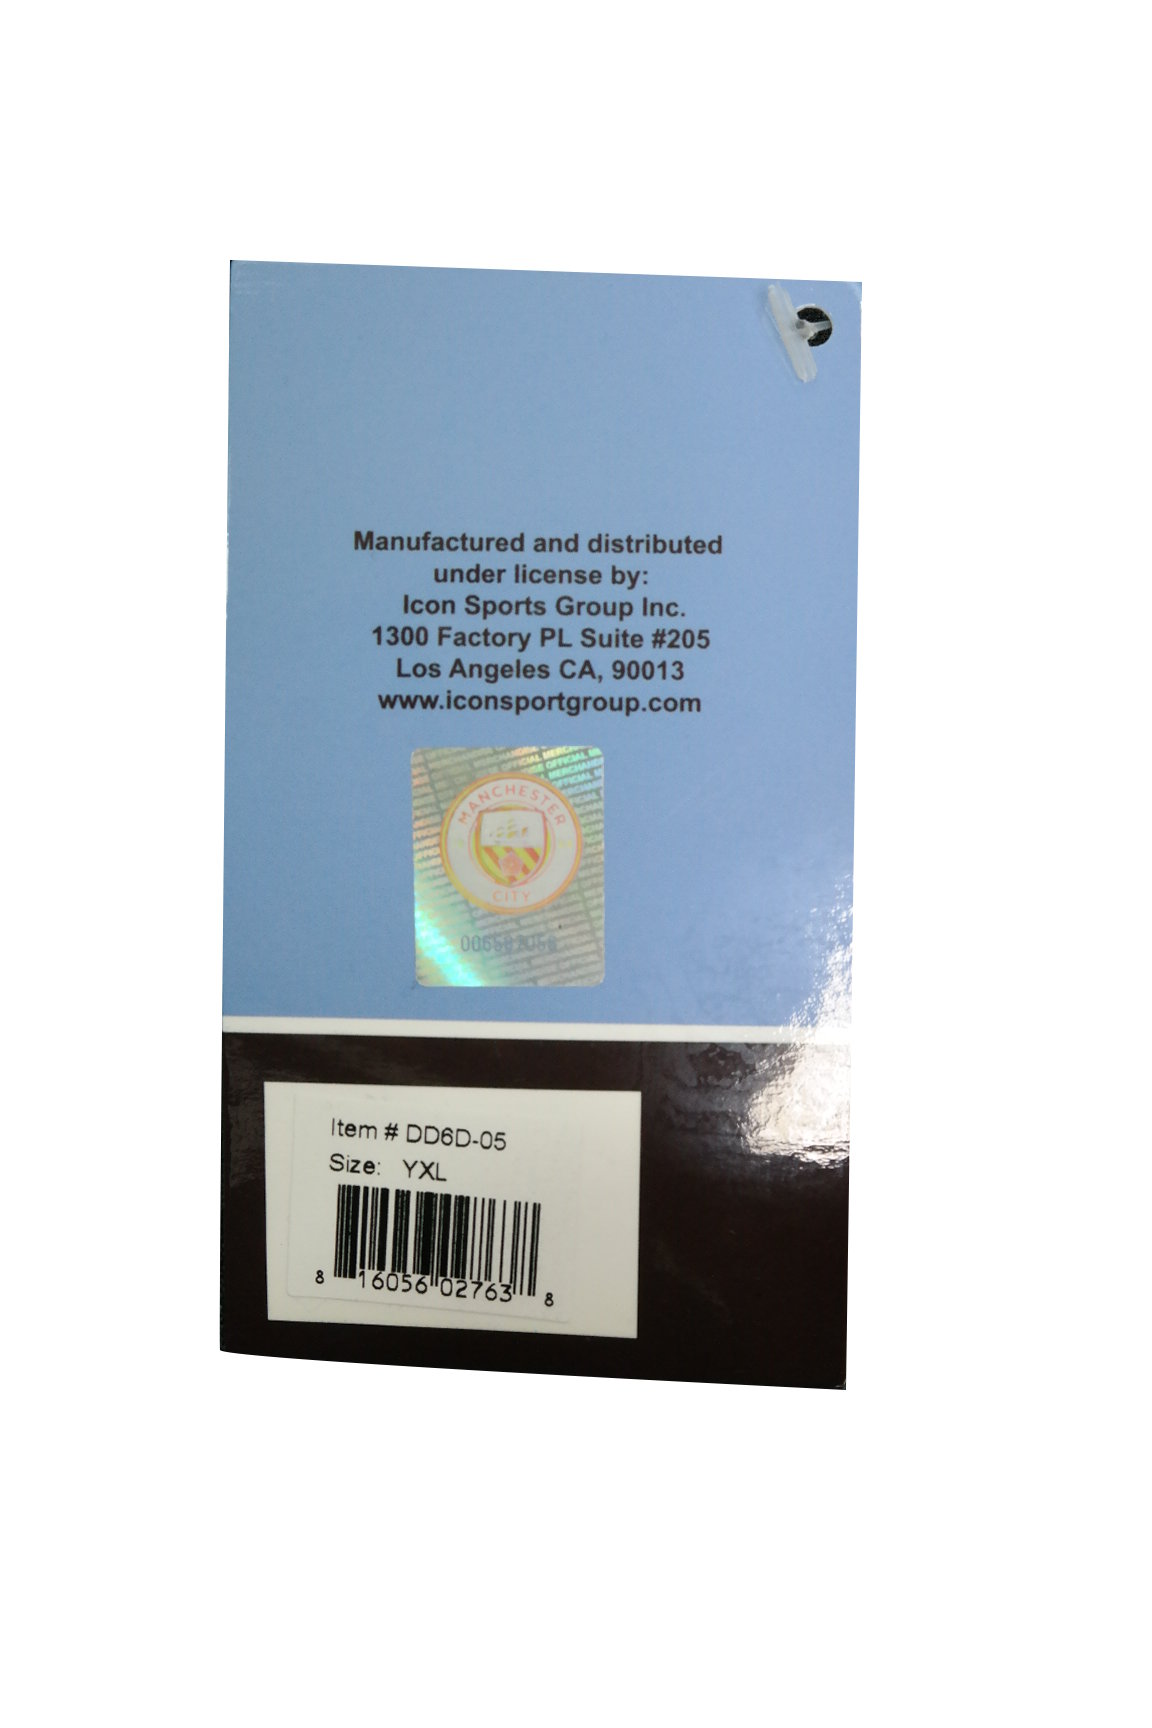 Manufactured and distributed
under license by:
Icon Sports Group Inc.
1300 Factory PL Suite #205
Los Angeles CA, 90013
www.iconsportgroup.com
MANCHESTER
CITY
Item # DD6D-05
Size: YXL
8 16056 02763 8